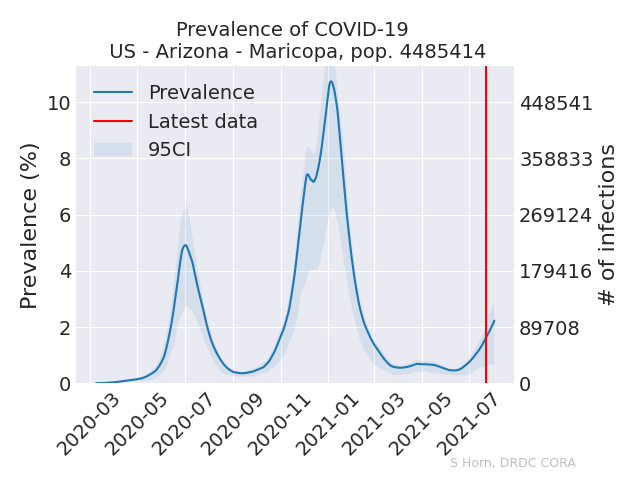 Prevalence of COVID-19
US - Arizona - Maricopa, pop. 4485414
Prevalence
Latest data
95CI
Prevalence (%)
10
8
6
4
2
0
448541
358833
269124
179416
89708
0
# of infections
2020-03
2020-05
2020-07
2020-09
2020-11
2021-01
2021-03
2021-05
2021-07
S Horn, DRDC CORA